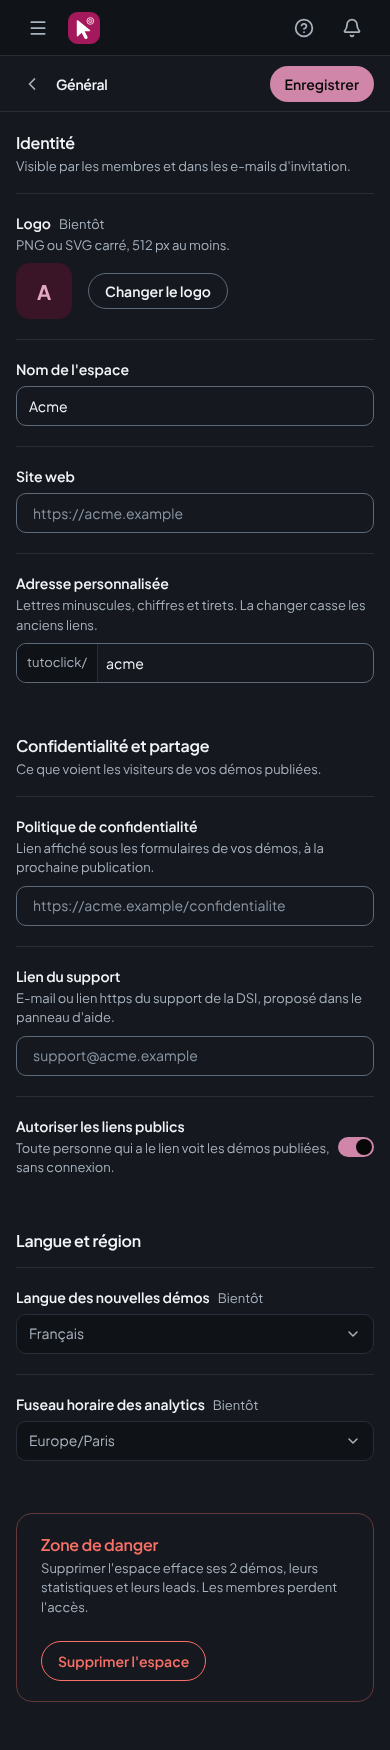 Général
Enregistrer
Identité
Visible par les membres et dans les e-mails d'invitation.
Logo Bientôt
PNG ou SVG carré, 512 px au moins.
A
Changer le logo
Nom de l'espace
Acme
Site web
https://acme.example
Adresse personnalisée
Lettres minuscules, chiffres et tirets. La changer casse les
anciens liens.
tutoclick/ acme
Confidentialité et partage
Ce que voient les visiteurs de vos démos publiées.
Politique de confidentialité
Lien affiché sous les formulaires de vos démos, à la
prochaine publication.
https://acme.example/confidentialite
Lien du support
E-mail ou lien https du support de la DSI, proposé dans le
panneau d'aide.
support@acme.example
Autoriser les liens publics
Toute personne qui a le lien voit les démos publiées,
sans connexion.
Langue et région
Langue des nouvelles démos Bientôt
Français
Fuseau horaire des analytics Bientôt
Europe/Paris
Zone de danger
Supprimer l'espace efface ses 2 démos, leurs
statistiques et leurs leads. Les membres perdent
l'accès.
Supprimer l'espace